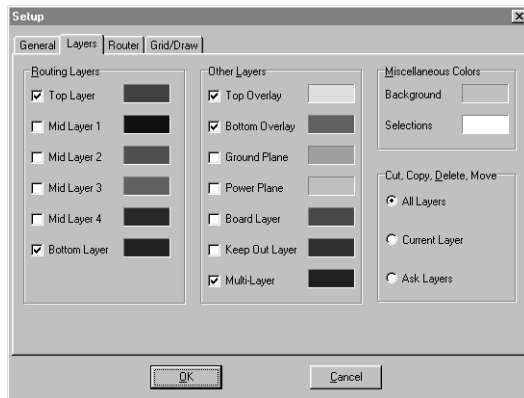 Setup
General Layers Router Grid/Draw
Routing Layers
Top Layer
Mid Layer 1
Mid Layer 2
Mid Layer 3
Mid Layer 4
Bottom Layer
Other Layers
Top Overlay
Bottom Overlay
Ground Plane
Power Plane
Board Layer
Keep Out Layer
Multi-Layer
Miscellaneous Colors
Background
Selections
Cut, Copy, Delete, Move
All Layers
Current Layer
Ask Layers
OK Cancel